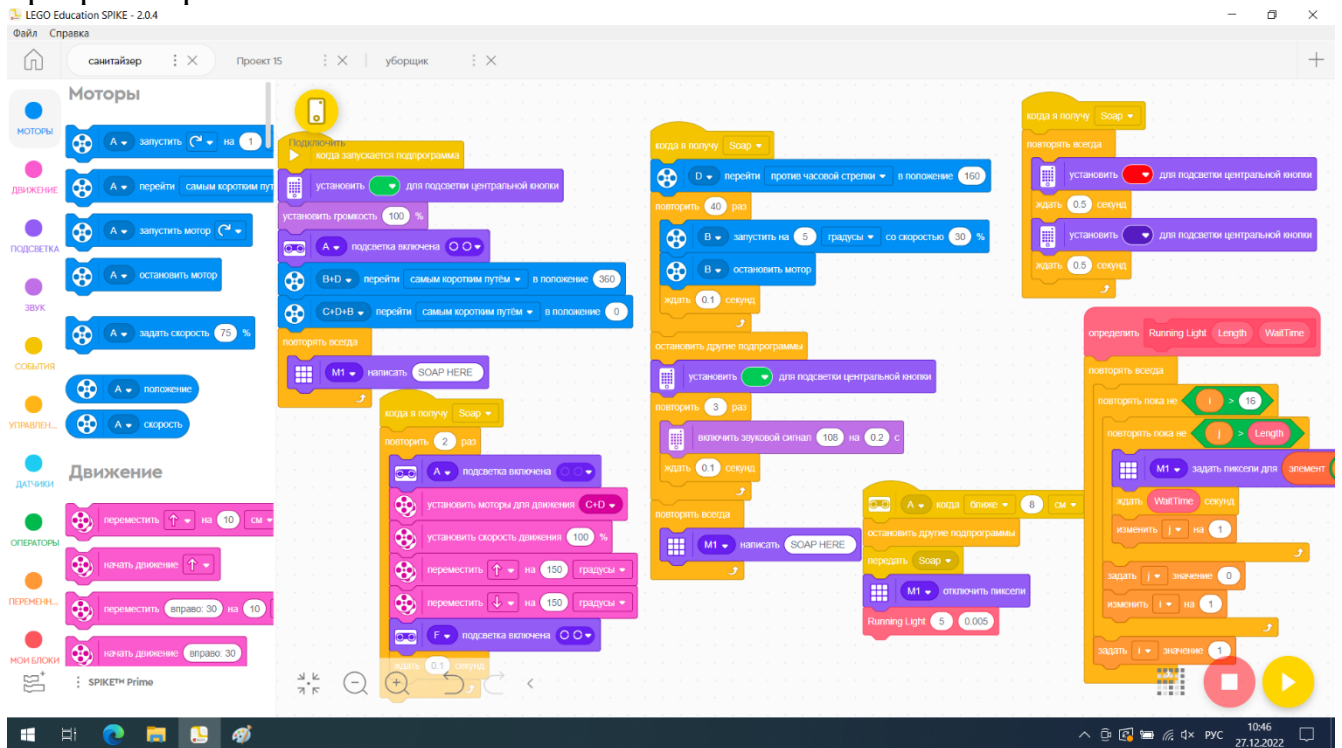 LEGO Education SPIKE - 2.0.4
Файл Справка
санитайзер
Проект 15
уборщик
МОТОРЫ
ДВИЖЕНИЕ
ПОДСВЕТКА
ЗВУК
СОБЫТИЯ
УПРАВЛЕН...
ДАТЧИКИ
ОПЕРАТОРЫ
ПЕРЕМЕНН...
МОИ БЛОКИ
Моторы
A запустить на 1
A перейти самым коротким пут
A запустить мотор
A остановить мотор
A задать скорость 75 %
A положение
A скорость
Движение
переместить на 10 см
начать движение
переместить вправо: 30 на 10
начать движение вправо: 30
SPIKE™ Prime
Подключить
когда запускается подпрограмма
установить для подсветки центральной кнопки
установить громкость 100 %
A подсветка включена
B+D перейти самым коротким путём в положение 360
C+D+B перейти самым коротким путём в положение 0
повторять всегда
M1 написать SOAP HERE
когда я получу Soap
повторить 2 раз
A подсветка включена
установить моторы для движения C+D
установить скорость движения 100 %
переместить на 150 градусы
переместить на 150 градусы
F подсветка включена
ждать 0.1 секунд
когда я получу Soap
D перейти против часовой стрелки в положение 160
повторить 40 раз
B запустить на 5 градусы со скоростью 30 %
B остановить мотор
ждать 0.1 секунд
остановить другие подпрограммы
установить для подсветки центральной кнопки
повторить 3 раз
включить звуковой сигнал 108 на 0.2 с
ждать 0.1 секунд
повторять всегда
M1 написать SOAP HERE
A когда ближе 8 см
остановить другие подпрограммы
передать Soap
M1 отключить пиксели
Running Light 5 0.005
когда я получу Soap
повторять всегда
установить для подсветки центральной кнопки
ждать 0.5 секунд
установить для подсветки центральной кнопки
ждать 0.5 секунд
определить Running Light Length WaitTime
повторять всегда
повторять пока не i > 16
повторять пока не j > Length
M1 задать пиксели для элемент
ждать WaitTime секунд
изменить j на 1
задать j значение 0
изменить i на 1
задать i значение 1
РУС
10:46
27.12.2022